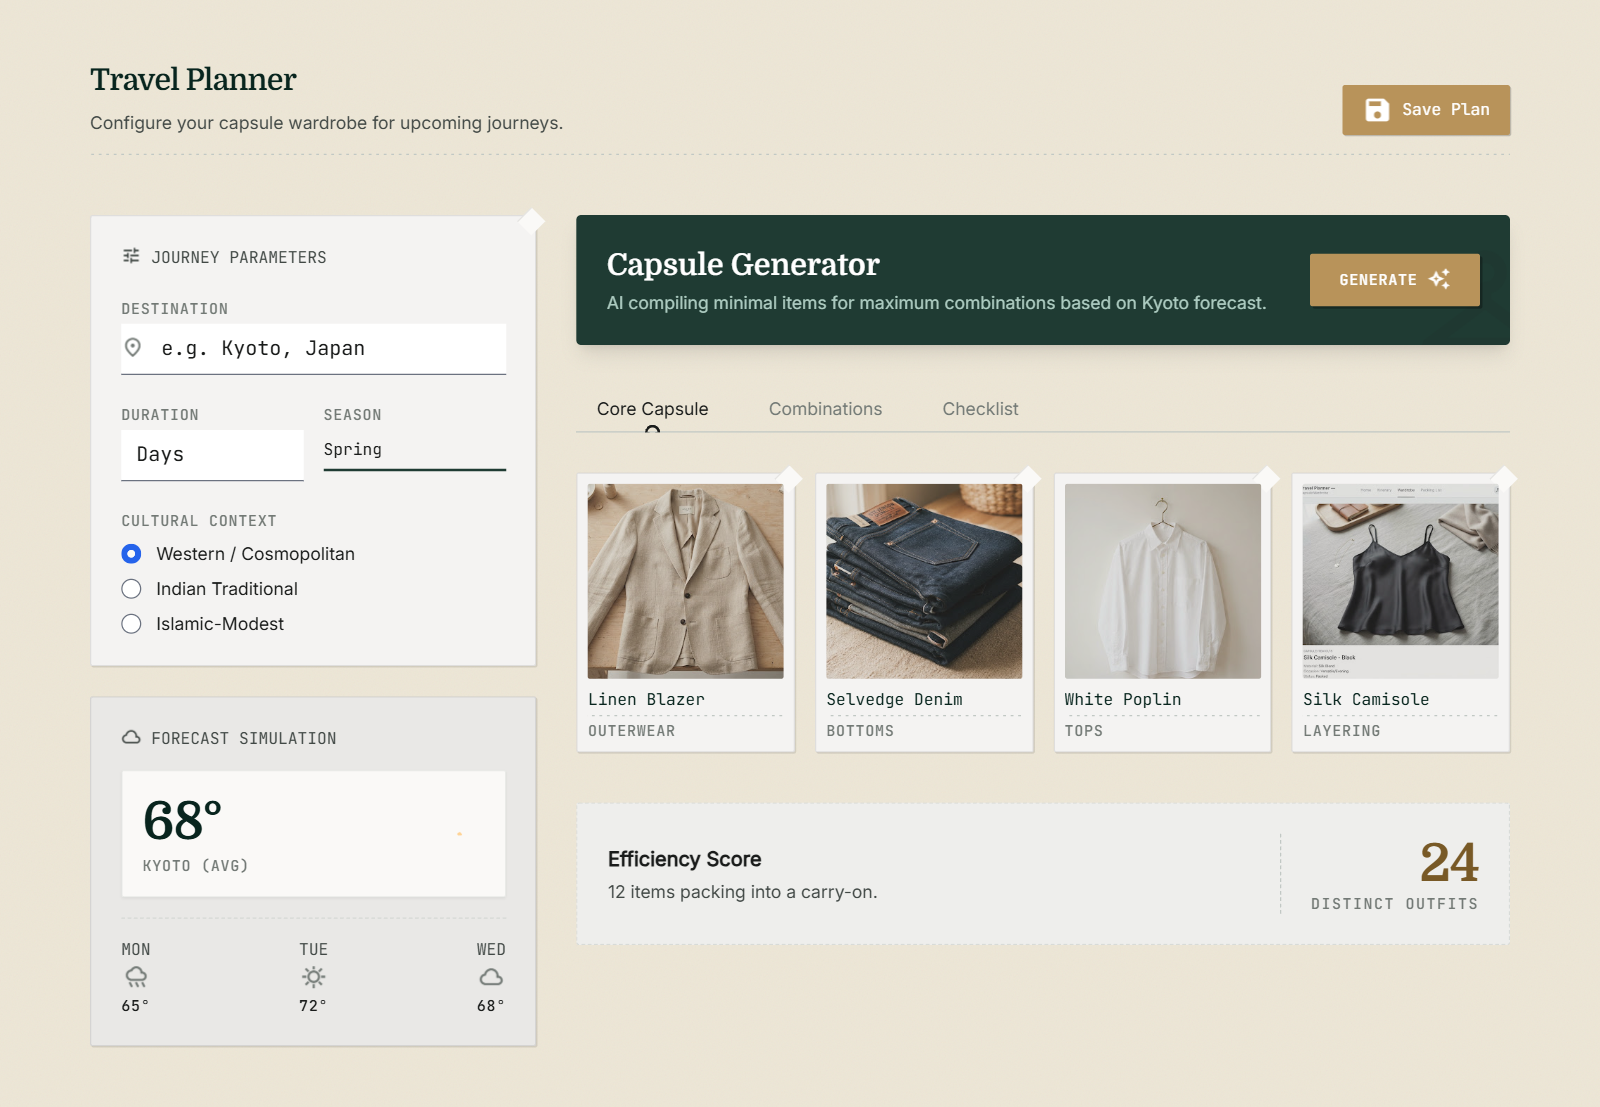 Travel Planner
Configure your capsule wardrobe for upcoming journeys.
Save Plan
JOURNEY PARAMETERS
DESTINATION
e.g. Kyoto, Japan
DURATION
SEASON
Days
Spring
CULTURAL CONTEXT
Western / Cosmopolitan
Indian Traditional
Islamic-Modest
FORECAST SIMULATION
68°
KYOTO (AVG)
MON
TUE
WED
65°
72°
68°
Capsule Generator
AI compiling minimal items for maximum combinations based on Kyoto forecast.
GENERATE
Core Capsule
Combinations
Checklist
Linen Blazer
OUTERWEAR
Selvedge Denim
BOTTOMS
White Poplin
TOPS
Silk Camisole - Black
Silk Camisole
LAYERING
Efficiency Score
12 items packing into a carry-on.
24
DISTINCT OUTFITS